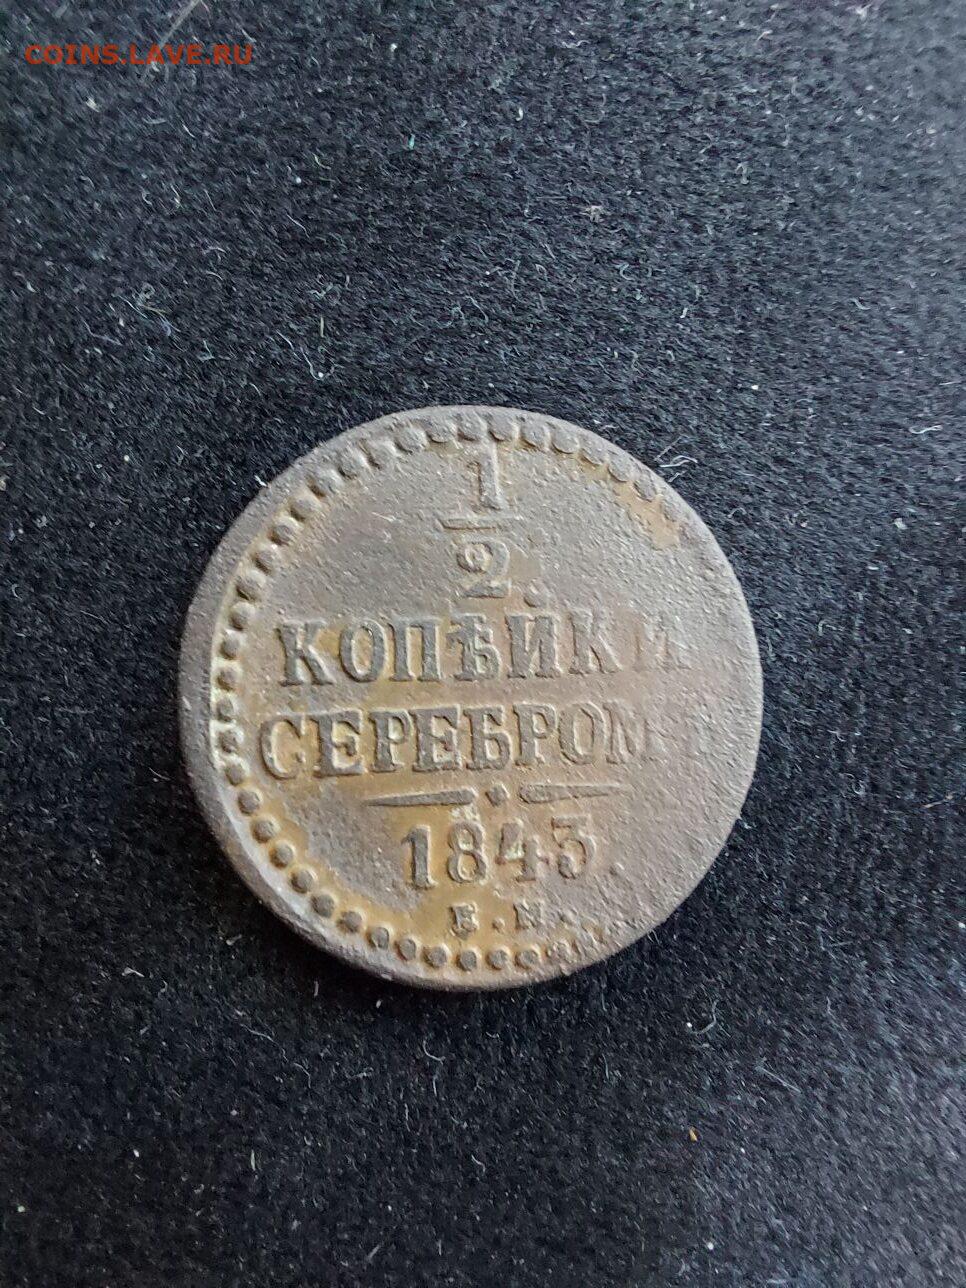 COINS.LAVE.RU
1
2
КОПѢЙКИ
СЕРЕБРОМЪ
1843.
Е.М.